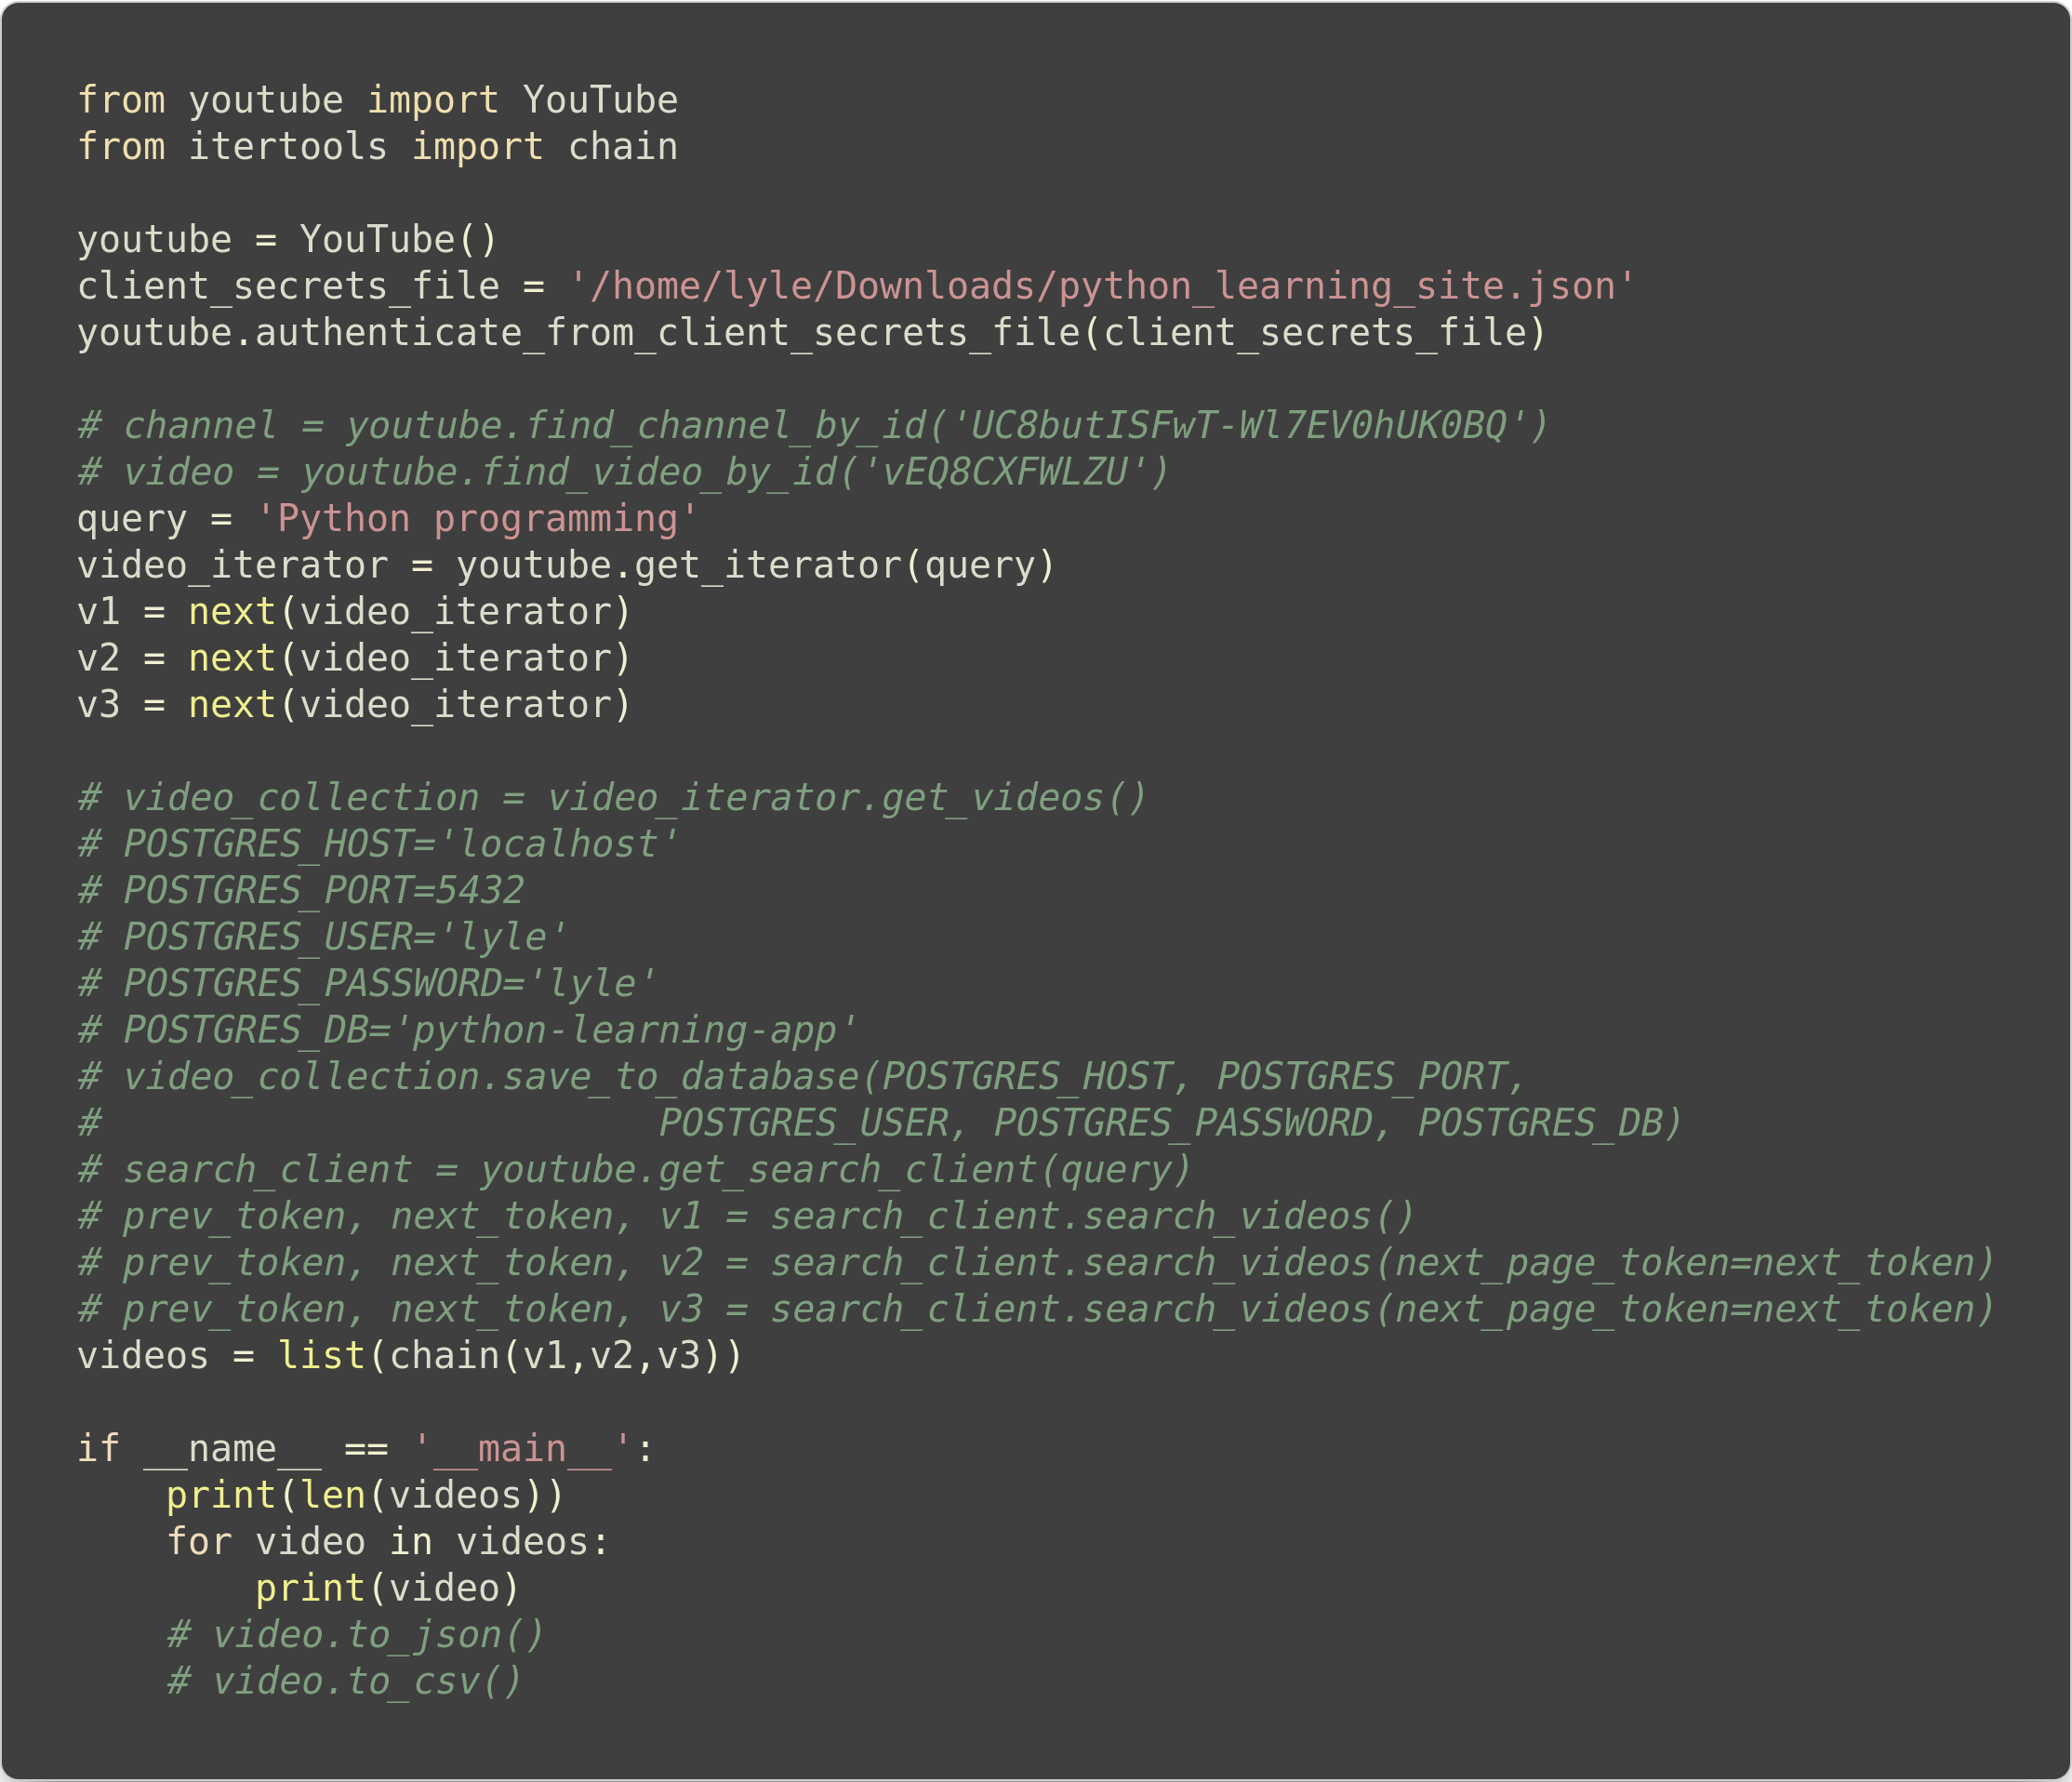 from youtube import YouTube
from itertools import chain

youtube = YouTube()
client_secrets_file = '/home/lyle/Downloads/python_learning_site.json'
youtube.authenticate_from_client_secrets_file(client_secrets_file)

# channel = youtube.find_channel_by_id('UC8butISFwT-Wl7EV0hUK0BQ')
# video = youtube.find_video_by_id('vEQ8CXFWLZU')
query = 'Python programming'
video_iterator = youtube.get_iterator(query)
v1 = next(video_iterator)
v2 = next(video_iterator)
v3 = next(video_iterator)

# video_collection = video_iterator.get_videos()
# POSTGRES_HOST='localhost'
# POSTGRES_PORT=5432
# POSTGRES_USER='lyle'
# POSTGRES_PASSWORD='lyle'
# POSTGRES_DB='python-learning-app'
# video_collection.save_to_database(POSTGRES_HOST, POSTGRES_PORT,
#                         POSTGRES_USER, POSTGRES_PASSWORD, POSTGRES_DB)
# search_client = youtube.get_search_client(query)
# prev_token, next_token, v1 = search_client.search_videos()
# prev_token, next_token, v2 = search_client.search_videos(next_page_token=next_token)
# prev_token, next_token, v3 = search_client.search_videos(next_page_token=next_token)
videos = list(chain(v1,v2,v3))

if __name__ == '__main__':
    print(len(videos))
    for video in videos:
        print(video)
    # video.to_json()
    # video.to_csv()